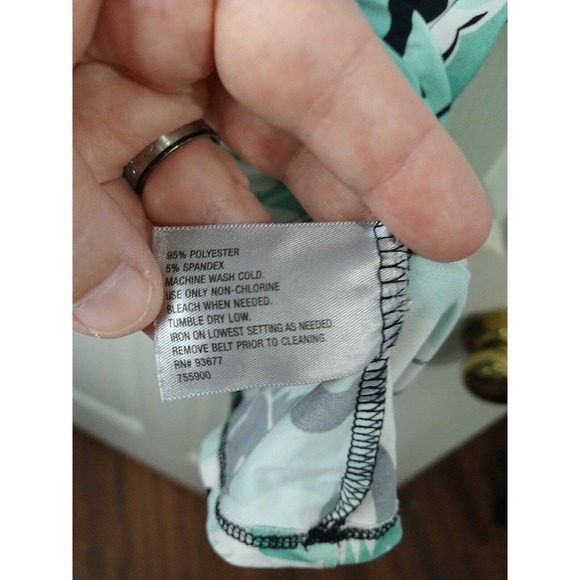 95% POLYESTER
5% SPANDEX
MACHINE WASH COLD.
USE ONLY NON-CHLORINE
BLEACH WHEN NEEDED.
TUMBLE DRY LOW.
IRON ON LOWEST SETTING AS NEEDED.
REMOVE BELT PRIOR TO CLEANING.
RN# 93677
755900